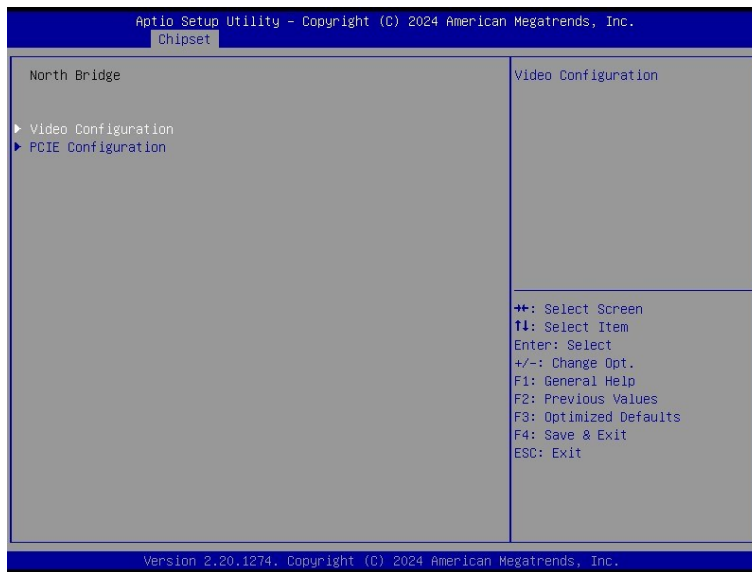 Aptio Setup Utility – Copyright (C) 2024 American Megatrends, Inc.
Chipset
North Bridge
Video Configuration
PCIE Configuration
Video Configuration
→←: Select Screen
↑↓: Select Item
Enter: Select
+/-: Change Opt.
F1: General Help
F2: Previous Values
F3: Optimized Defaults
F4: Save & Exit
ESC: Exit
Version 2.20.1274. Copyright (C) 2024 American Megatrends, Inc.